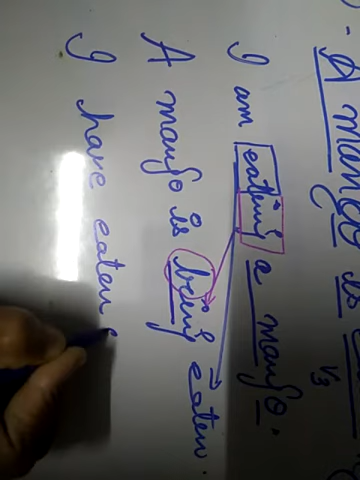 A mango is
V3
I am eating a mango.
A mango is being eaten.
I have eaten